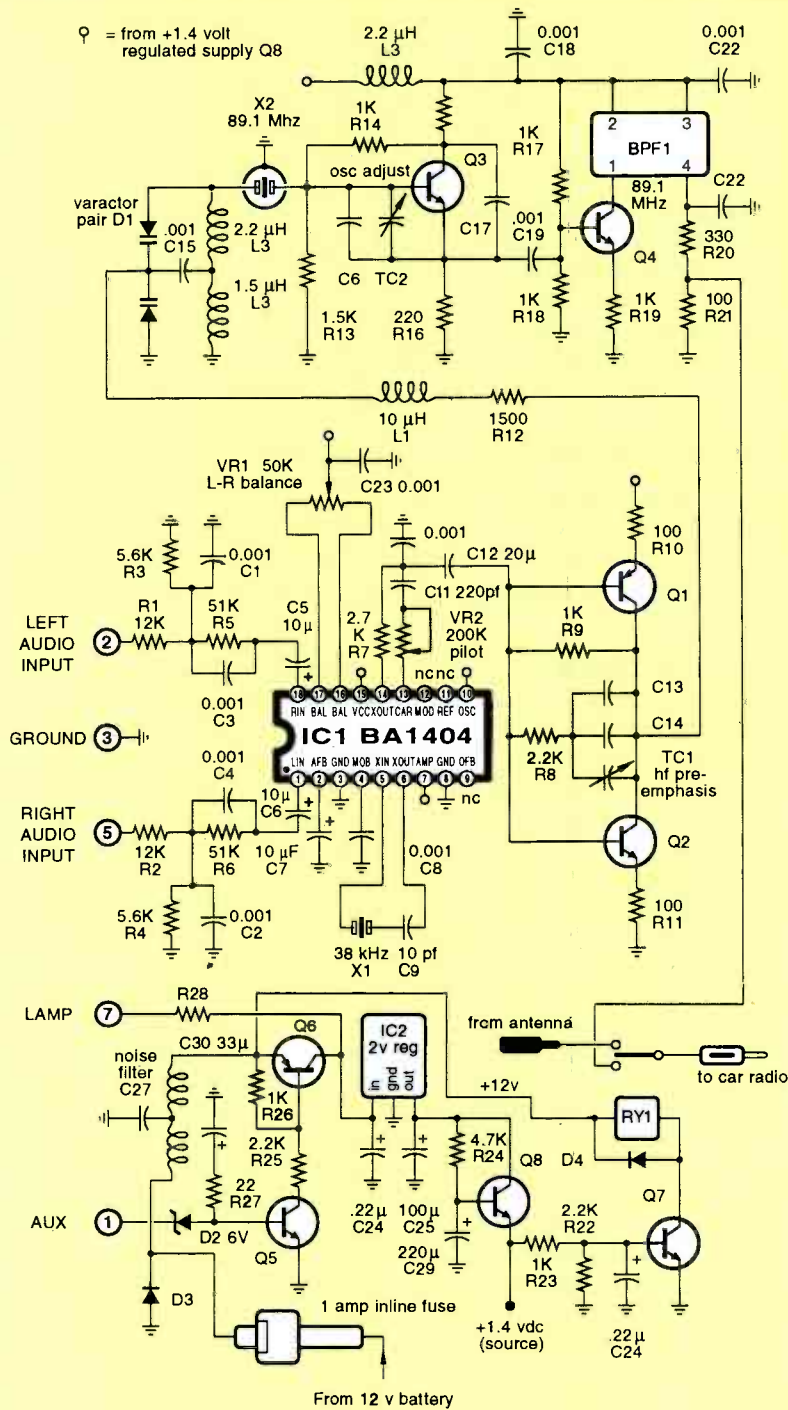 = from +1.4 volt
regulated supply Q8
2.2 µH
L3
0.001
C18
0.001
C22
X2
89.1 Mhz
1K
R14
osc adjust
Q3
1K
R17
2
3
BPF1
1
4
89.1
MHz
C22
varactor
pair D1
.001
C15
2.2 µH
L3
1.5 µH
L3
C6
TC2
C17
.001
C19
Q4
330
R20
1.5K
R13
220
R16
1K
R18
1K
R19
100
R21
10 µH
L1
1500
R12
VR1 50K
L-R balance
C23 0.001
0.001
C12 20µ
100
R10
5.6K
R3
0.001
C1
C11 220pf
Q1
LEFT
AUDIO
INPUT
2
R1
12K
51K
R5
C5
10µ
2.7
K
R7
VR2
200K
pilot
1K
R9
0.001
C3
nc nc
C13
C14
18 17 16 15 14 13 12 11 10
RIN BAL BAL VCC XOUT CAR MOD REF OSC
IC1 BA1404
LIN AFB GND MOB XIN XOUT AMP GND OFB
1 2 3 4 5 6 7 8 9
nc
GROUND
3
2.2K
R8
TC1
hf pre-
emphasis
0.001
C4
RIGHT
AUDIO
INPUT
5
10µ
C6
12K
R2
51K
R6
10 µF
C7
0.001
C8
Q2
5.6K
R4
0.001
C2
38 kHz
X1
10 pf
C9
100
R11
LAMP
7
R28
Q6
IC2
2v reg
in
gnd
out
from antenna
to car radio
noise
filter
C27
C30 33µ
1K
R26
+12v
RY1
D4
2.2K
R25
4.7K
R24
Q8
Q7
22
R27
AUX
1
D2 6V
Q5
.22µ
C24
100µ
C25
220µ
C29
2.2K
R22
1K
R23
D3
1 amp inline fuse
+1.4 vdc
(source)
.22µ
C24
From 12 v battery